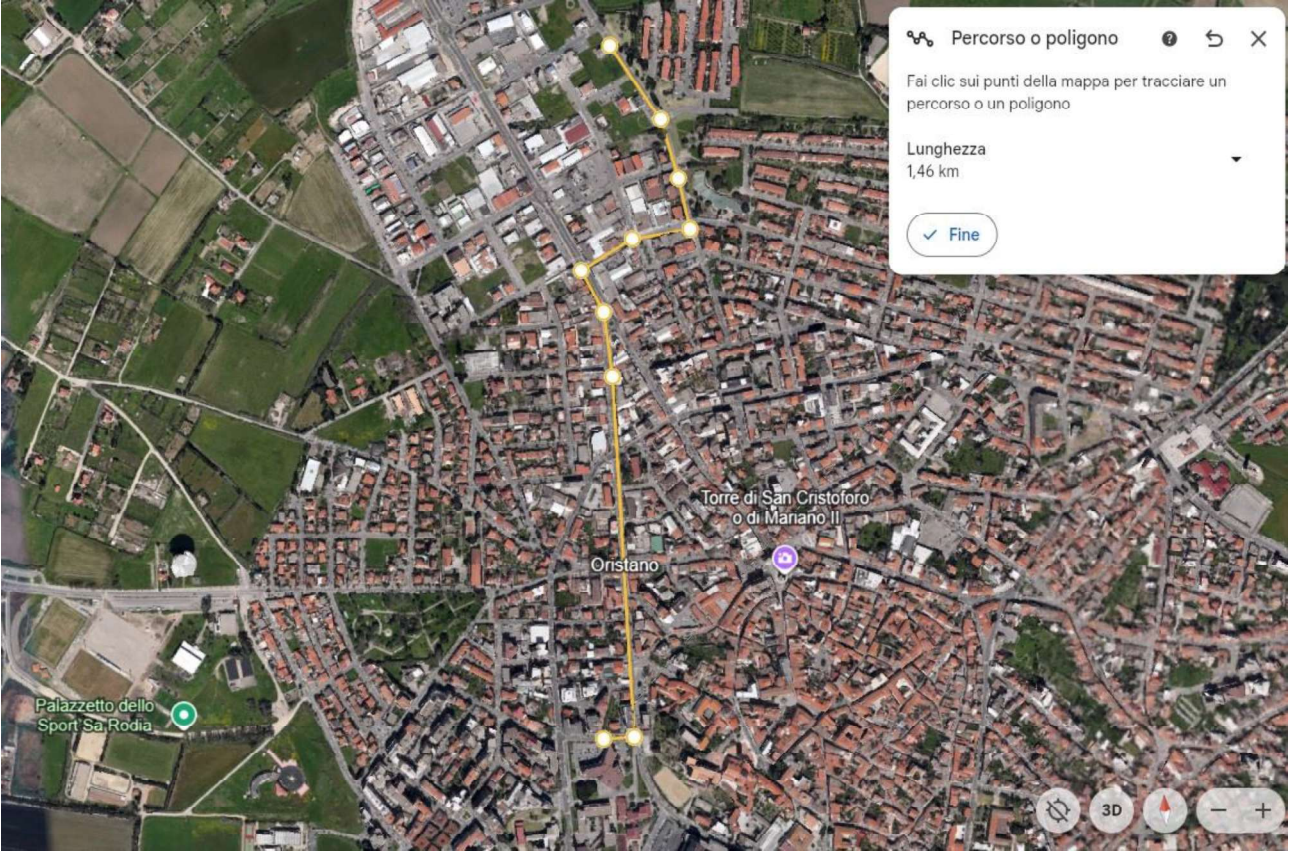 Percorso o poligono
Fai clic sui punti della mappa per tracciare un
percorso o un poligono
Lunghezza
1,46 km
Fine
Torre di San Cristoforo
o di Mariano II
Oristano
Palazzetto dello
Sport Sa Rodia
3D